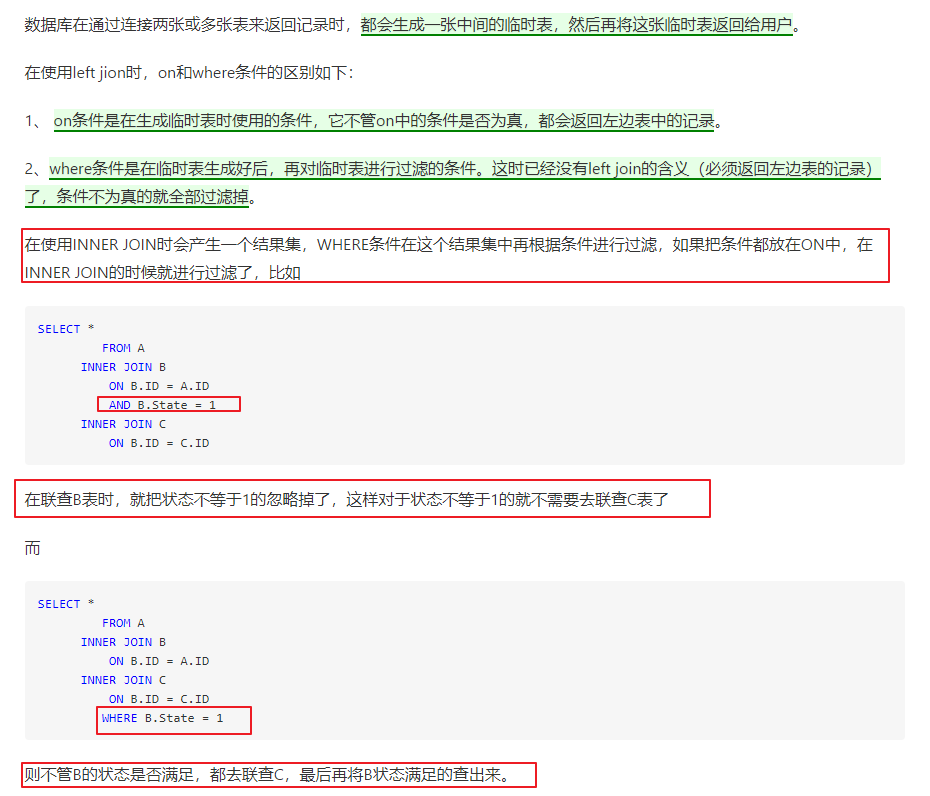 数据库在通过连接两张或多张表来返回记录时，都会生成一张中间的临时表，然后再将这张临时表返回给用户。
在使用left jion时，on和where条件的区别如下：
1、 on条件是在生成临时表时使用的条件，它不管on中的条件是否为真，都会返回左边表中的记录。
2、where条件是在临时表生成好后，再对临时表进行过滤的条件。这时已经没有left join的含义（必须返回左边表的记录）
了，条件不为真的就全部过滤掉。
在使用INNER JOIN时会产生一个结果集，WHERE条件在这个结果集中再根据条件进行过滤，如果把条件都放在ON中，在
INNER JOIN的时候就进行过滤了，比如
SELECT *
FROM A
INNER JOIN B
ON B.ID = A.ID
AND B.State = 1
INNER JOIN C
ON B.ID = C.ID
在联查B表时，就把状态不等于1的忽略掉了，这样对于状态不等于1的就不需要去联查C表了
而
SELECT *
FROM A
INNER JOIN B
ON B.ID = A.ID
INNER JOIN C
ON B.ID = C.ID
WHERE B.State = 1
则不管B的状态是否满足，都去联查C，最后再将B状态满足的查出来。